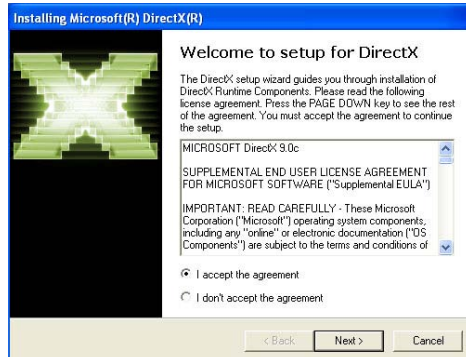 Installing Microsoft(R) DirectX(R)
Welcome to setup for DirectX
The DirectX setup wizard guides you through installation of
DirectX Runtime Components. Please read the following
license agreement. Press the PAGE DOWN key to see the rest
of the agreement. You must accept the agreement to continue
the setup.
MICROSOFT DirectX 9.0c
SUPPLEMENTAL END USER LICENSE AGREEMENT
FOR MICROSOFT SOFTWARE ("Supplemental EULA")
IMPORTANT: READ CAREFULLY - These Microsoft
Corporation ("Microsoft") operating system components,
including any "online" or electronic documentation ("OS
Components") are subject to the terms and conditions of
I accept the agreement
I don't accept the agreement
< Back Next > Cancel